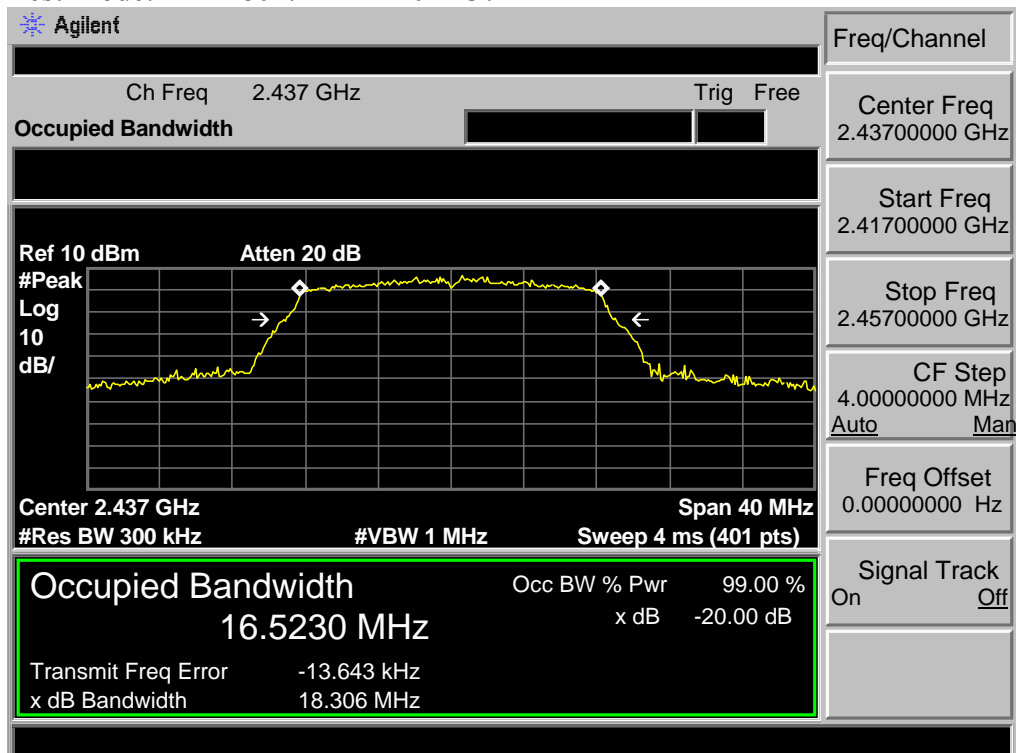 Agilent
Freq/Channel
Ch Freq 2.437 GHz Trig Free
Occupied Bandwidth
Center Freq
2.43700000 GHz
Start Freq
2.41700000 GHz
Ref 10 dBm Atten 20 dB
#Peak
Log
10
dB/
Stop Freq
2.45700000 GHz
CF Step
4.00000000 MHz
Auto Man
Freq Offset
0.00000000 Hz
Center 2.437 GHz Span 40 MHz
#Res BW 300 kHz #VBW 1 MHz Sweep 4 ms (401 pts)
Signal Track
On Off
Occupied Bandwidth
16.5230 MHz
Occ BW % Pwr 99.00 %
x dB -20.00 dB
Transmit Freq Error -13.643 kHz
x dB Bandwidth 18.306 MHz